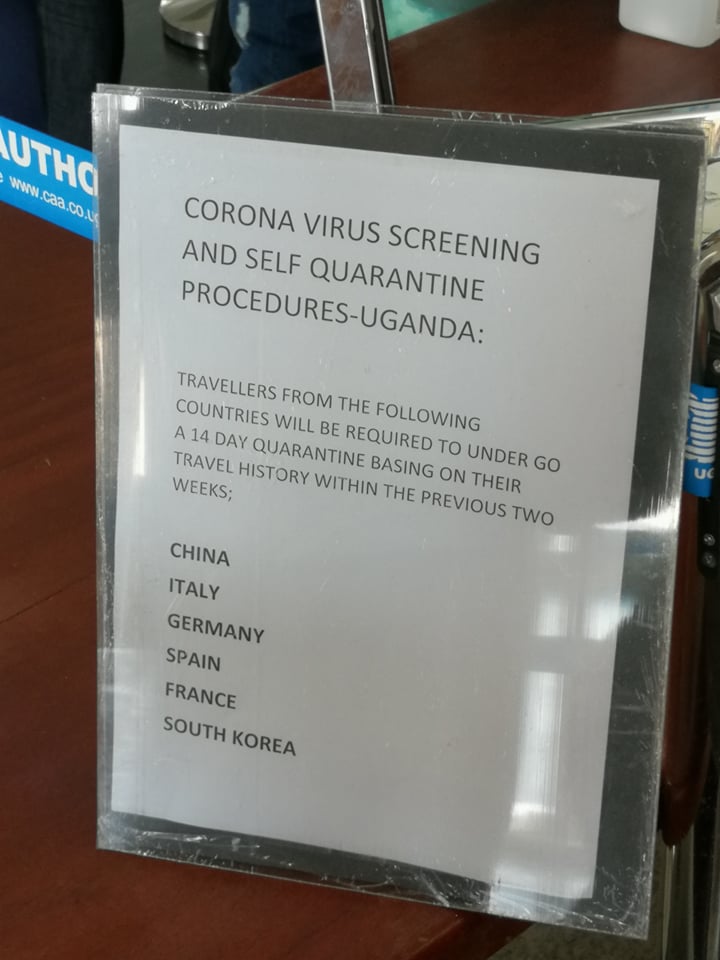 www.caa.co.u
CORONA VIRUS SCREENING
AND SELF QUARANTINE
PROCEDURES-UGANDA:
TRAVELLERS FROM THE FOLLOWING
COUNTRIES WILL BE REQUIRED TO UNDER GO
A 14 DAY QUARANTINE BASING ON THEIR
TRAVEL HISTORY WITHIN THE PREVIOUS TWO
WEEKS;
CHINA
ITALY
GERMANY
SPAIN
FRANCE
SOUTH KOREA